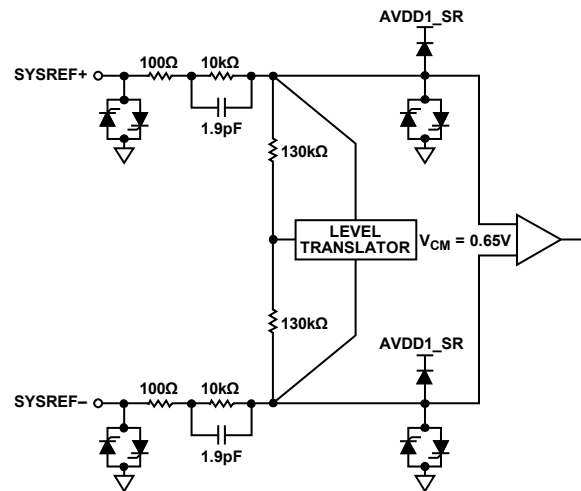 AVDD1_SR
100Ω 10kΩ
SYSREF+
1.9pF
130kΩ
LEVEL
TRANSLATOR
VCM = 0.65V
130kΩ
AVDD1_SR
100Ω 10kΩ
SYSREF–
1.9pF